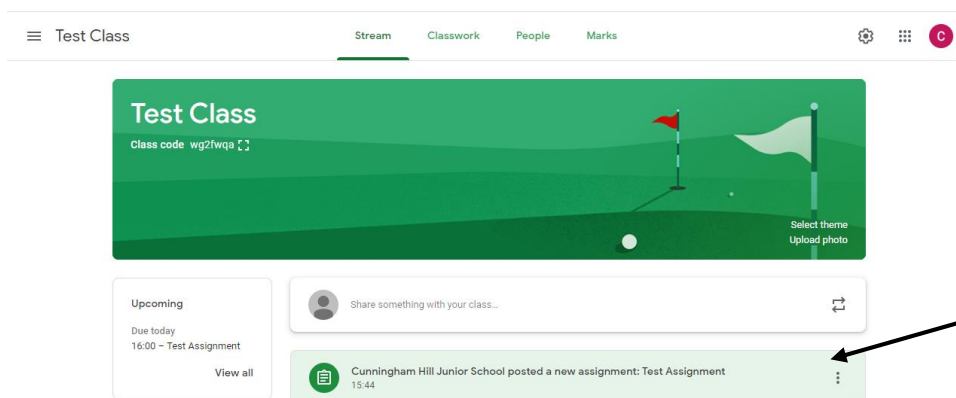 Test Class
Stream Classwork People Marks
C
Test Class
Class code wg2fwqa
Select theme
Upload photo
Upcoming
Due today
16:00 – Test Assignment
View all
Share something with your class...
Cunningham Hill Junior School posted a new assignment: Test Assignment
15:44